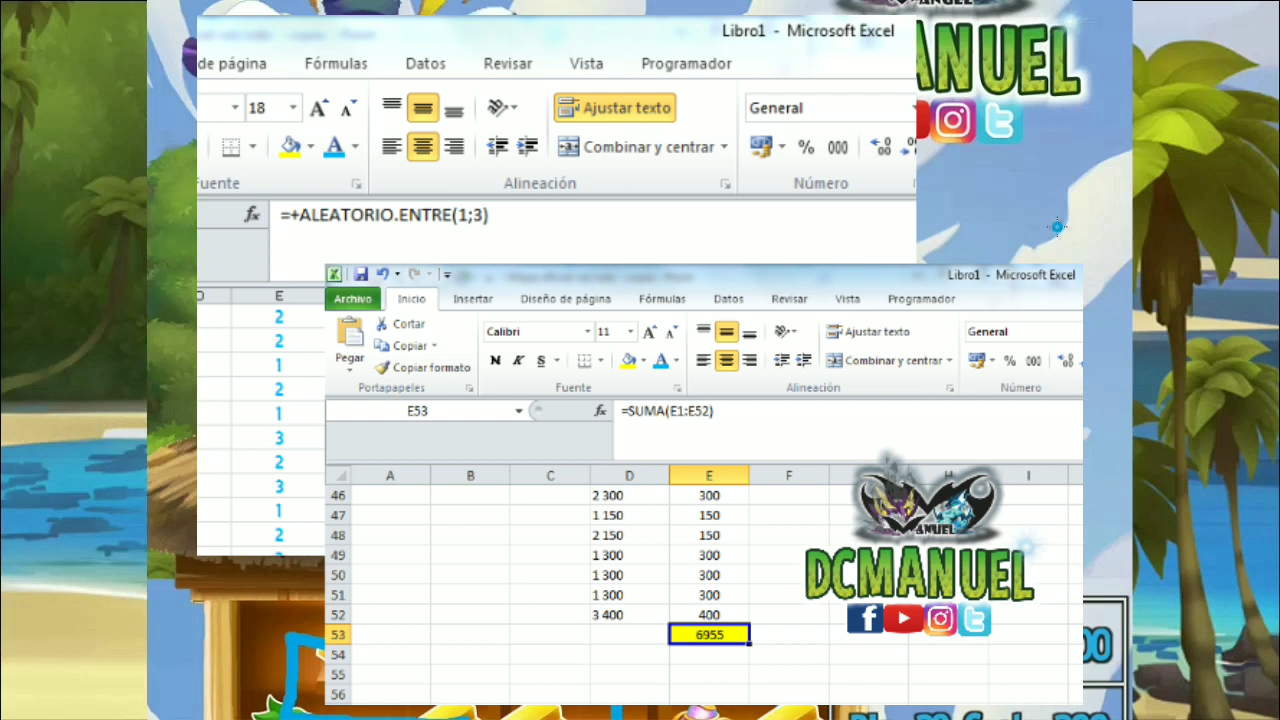 Libro1 - Microsoft Excel
de página Fórmulas Datos Revisar Vista Programador
18 Ajustar texto General
Combinar y centrar % 000
Fuente Alineación Número
fx =+ALEATORIO.ENTRE(1;3)
E
2
2
1
2
1
3
2
3
1
2
MANUEL
Libro1 - Microsoft Excel
Archivo Inicio Insertar Diseño de página Fórmulas Datos Revisar Vista Programador
Cortar Calibri 11 Ajustar texto General
Copiar
Pegar Copiar formato N K S Combinar y centrar % 000
Portapapeles Fuente Alineación Número
E53 fx =SUMA(E1:E52)
A B C D E F H I
46 2 300 300
47 1 150 150
48 2 150 150
49 1 300 300
50 1 300 300
51 1 300 300
52 3 400 400
53 6955
54
55
56
ANUEL
DCMANUEL